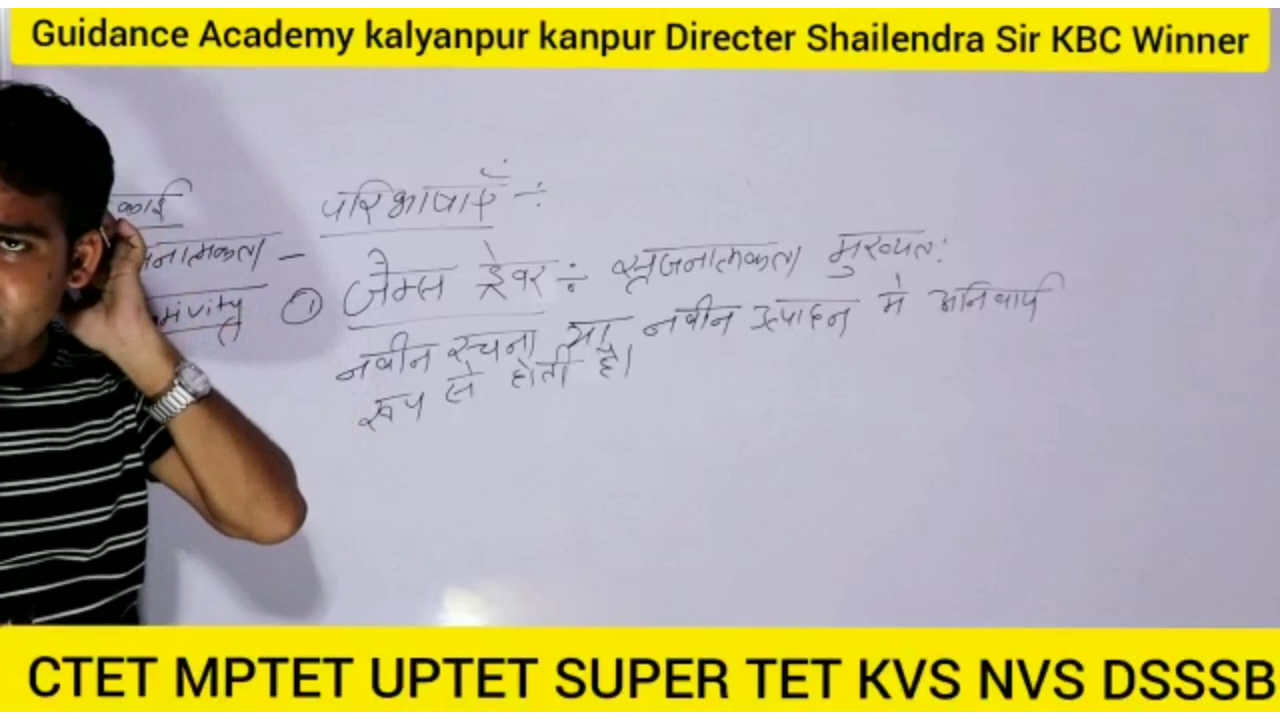 Guidance Academy kalyanpur kanpur Directer Shailendra Sir KBC Winner
परिभाषाएँ ÷
① जेम्स ड्रेवर ÷ सृजनात्मकता मुख्यत:
नवीन रचना या नवीन उत्पादन मे अनिवार्य
रूप से होती है।
CTET MPTET UPTET SUPER TET KVS NVS DSSSB